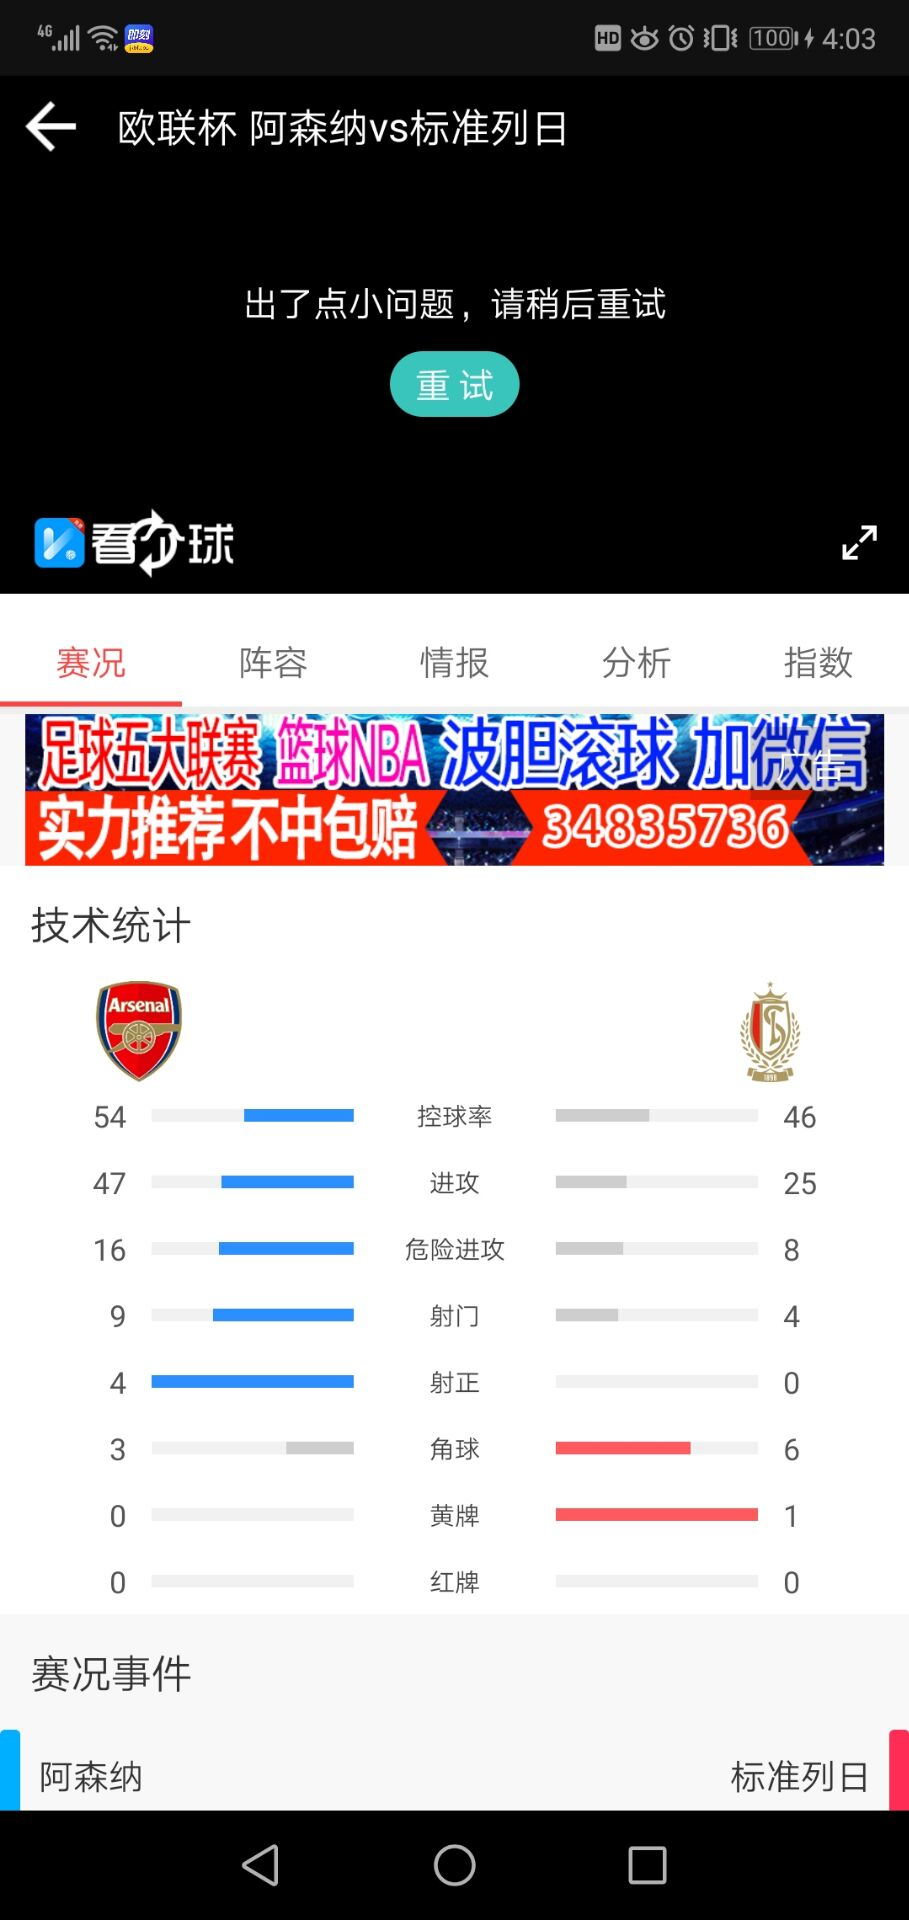 4G HD 100 4:03
欧联杯 阿森纳vs标准列日
出了点小问题，请稍后重试
重 试
看个球
赛况 阵容 情报 分析 指数
足球五大联赛 篮球NBA 波胆滚球 加微信
广告
实力推荐 不中包赔 34835736
技术统计
Arsenal
54 控球率 46
47 进攻 25
16 危险进攻 8
9 射门 4
4 射正 0
3 角球 6
0 黄牌 1
0 红牌 0
赛况事件
阿森纳 标准列日